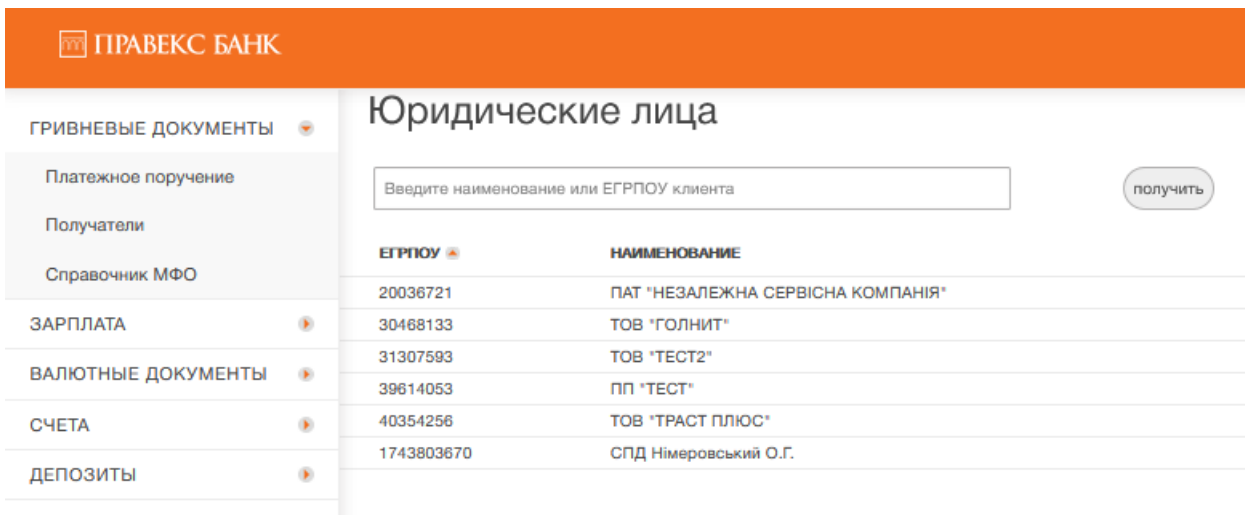 ПРАВЕКС БАНК
ГРИВНЕВЫЕ ДОКУМЕНТЫ
Платежное поручение
Получатели
Справочник МФО
ЗАРПЛАТА
ВАЛЮТНЫЕ ДОКУМЕНТЫ
СЧЕТА
ДЕПОЗИТЫ
Юридические лица
Введите наименование или ЕГРПОУ клиента
получить
ЕГРПОУ НАИМЕНОВАНИЕ
20036721 ПАТ "НЕЗАЛЕЖНА СЕРВІСНА КОМПАНІЯ"
30468133 ТОВ "ГОЛНИТ"
31307593 ТОВ "ТЕСТ2"
39614053 ПП "ТЕСТ"
40354256 ТОВ "ТРАСТ ПЛЮС"
1743803670 СПД Німеровський О.Г.